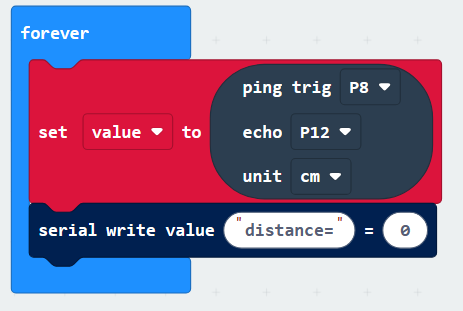 forever
ping trig P8
set value to echo P12
unit cm
serial write value "distance=" = 0